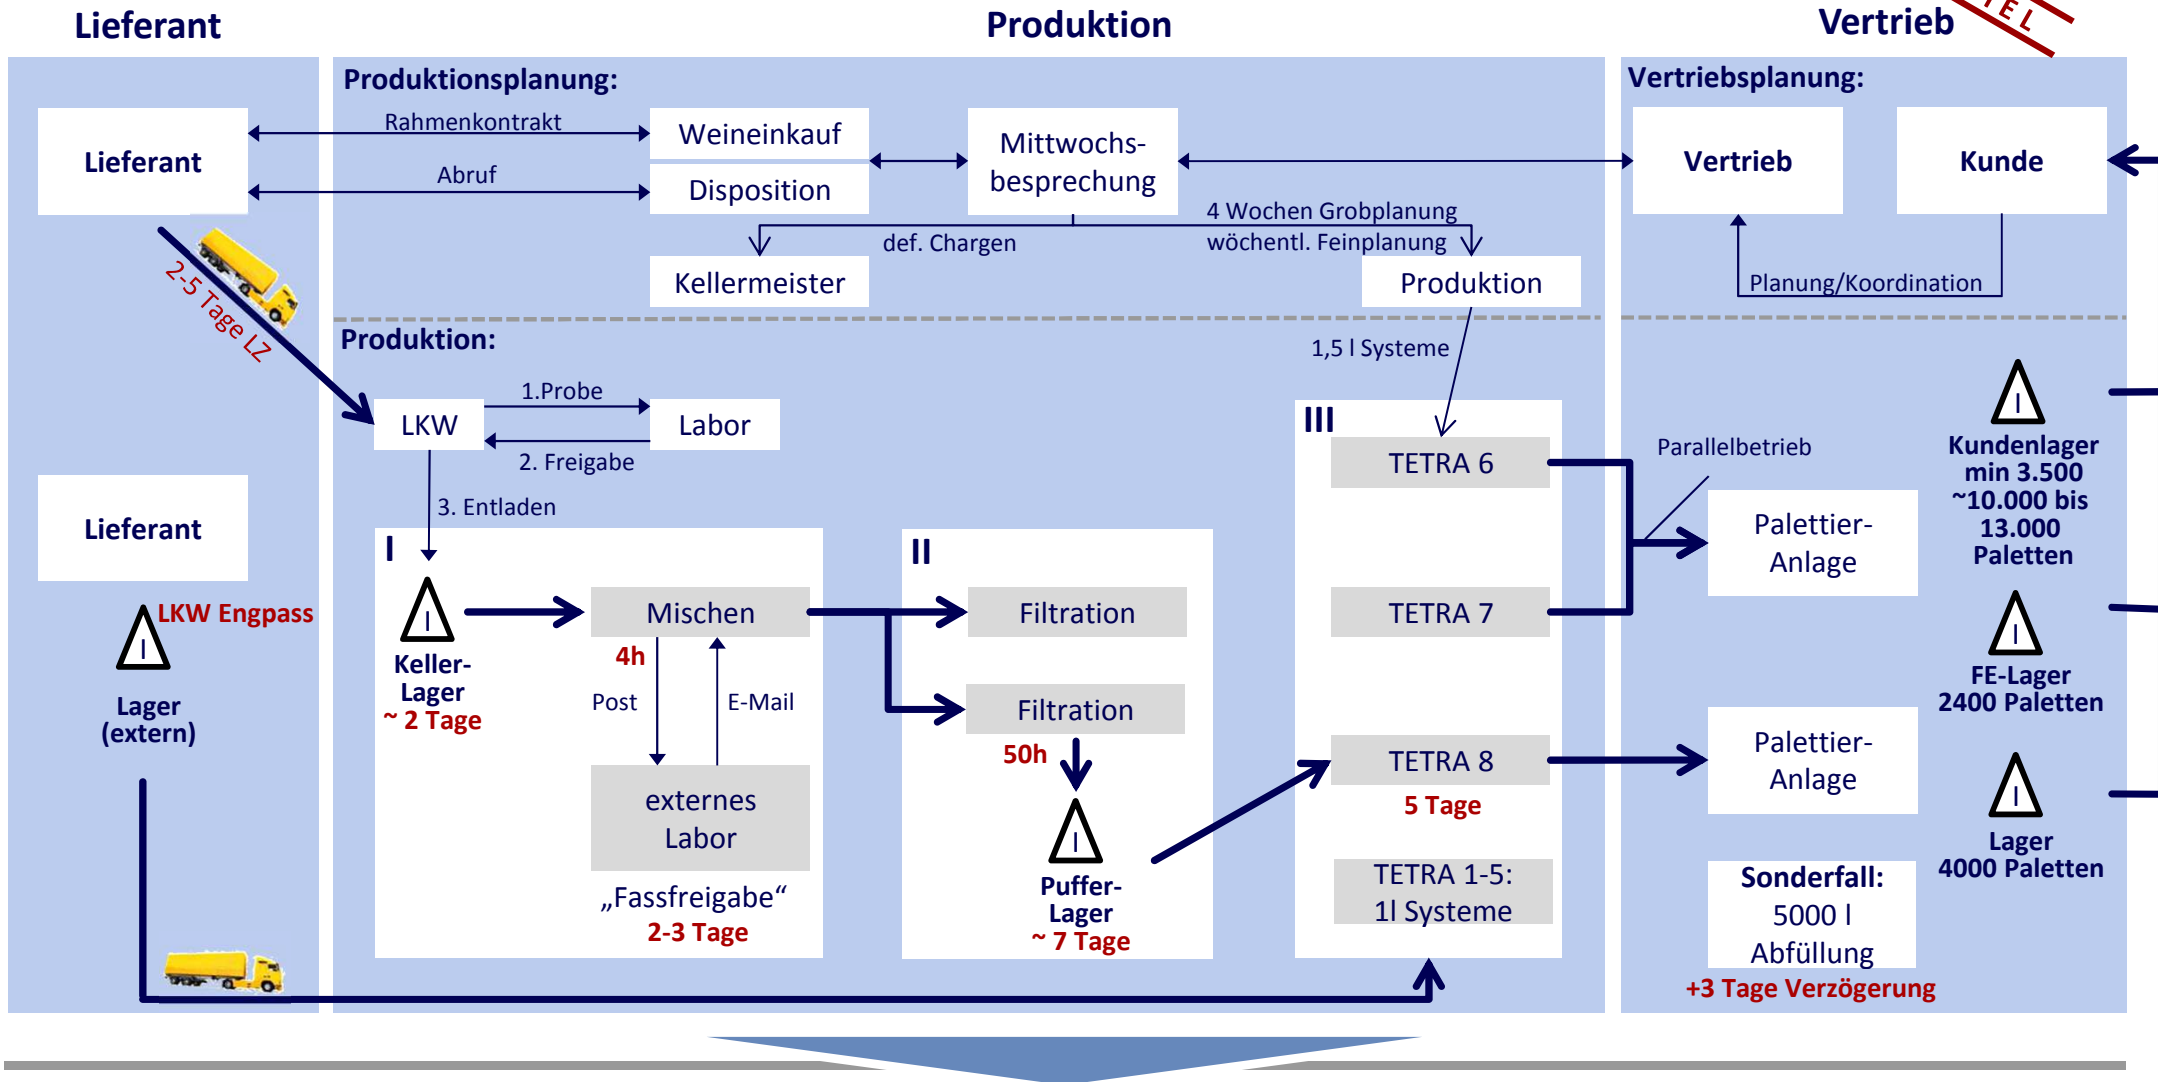 Lieferant
Produktion
Vertrieb
Produktionsplanung:
Vertriebsplanung:
Lieferant
Rahmenkontrakt
Abruf
Weineinkauf
Disposition
Mittwochs-
besprechung
Vertrieb
Kunde
4 Wochen Grobplanung
wöchentl. Feinplanung
def. Chargen
Kellermeister
Produktion
Planung/Koordination
2-5 Tage LZ
Produktion:
1,5 l Systeme
1.Probe
LKW
Labor
2. Freigabe
3. Entladen
III
TETRA 6
Parallelbetrieb
I
Kundenlager
min 3.500
~10.000 bis
13.000
Paletten
Lieferant
LKW Engpass
I
Lager
(extern)
I
I
Keller-
Lager
~ 2 Tage
Mischen
4h
Post
E-Mail
externes
Labor
„Fassfreigabe“
2-3 Tage
II
Filtration
Filtration
50h
I
Puffer-
Lager
~ 7 Tage
TETRA 7
TETRA 8
5 Tage
TETRA 1-5:
1l Systeme
Palettier-
Anlage
Palettier-
Anlage
I
FE-Lager
2400 Paletten
I
Lager
4000 Paletten
Sonderfall:
5000 l
Abfüllung
+3 Tage Verzögerung